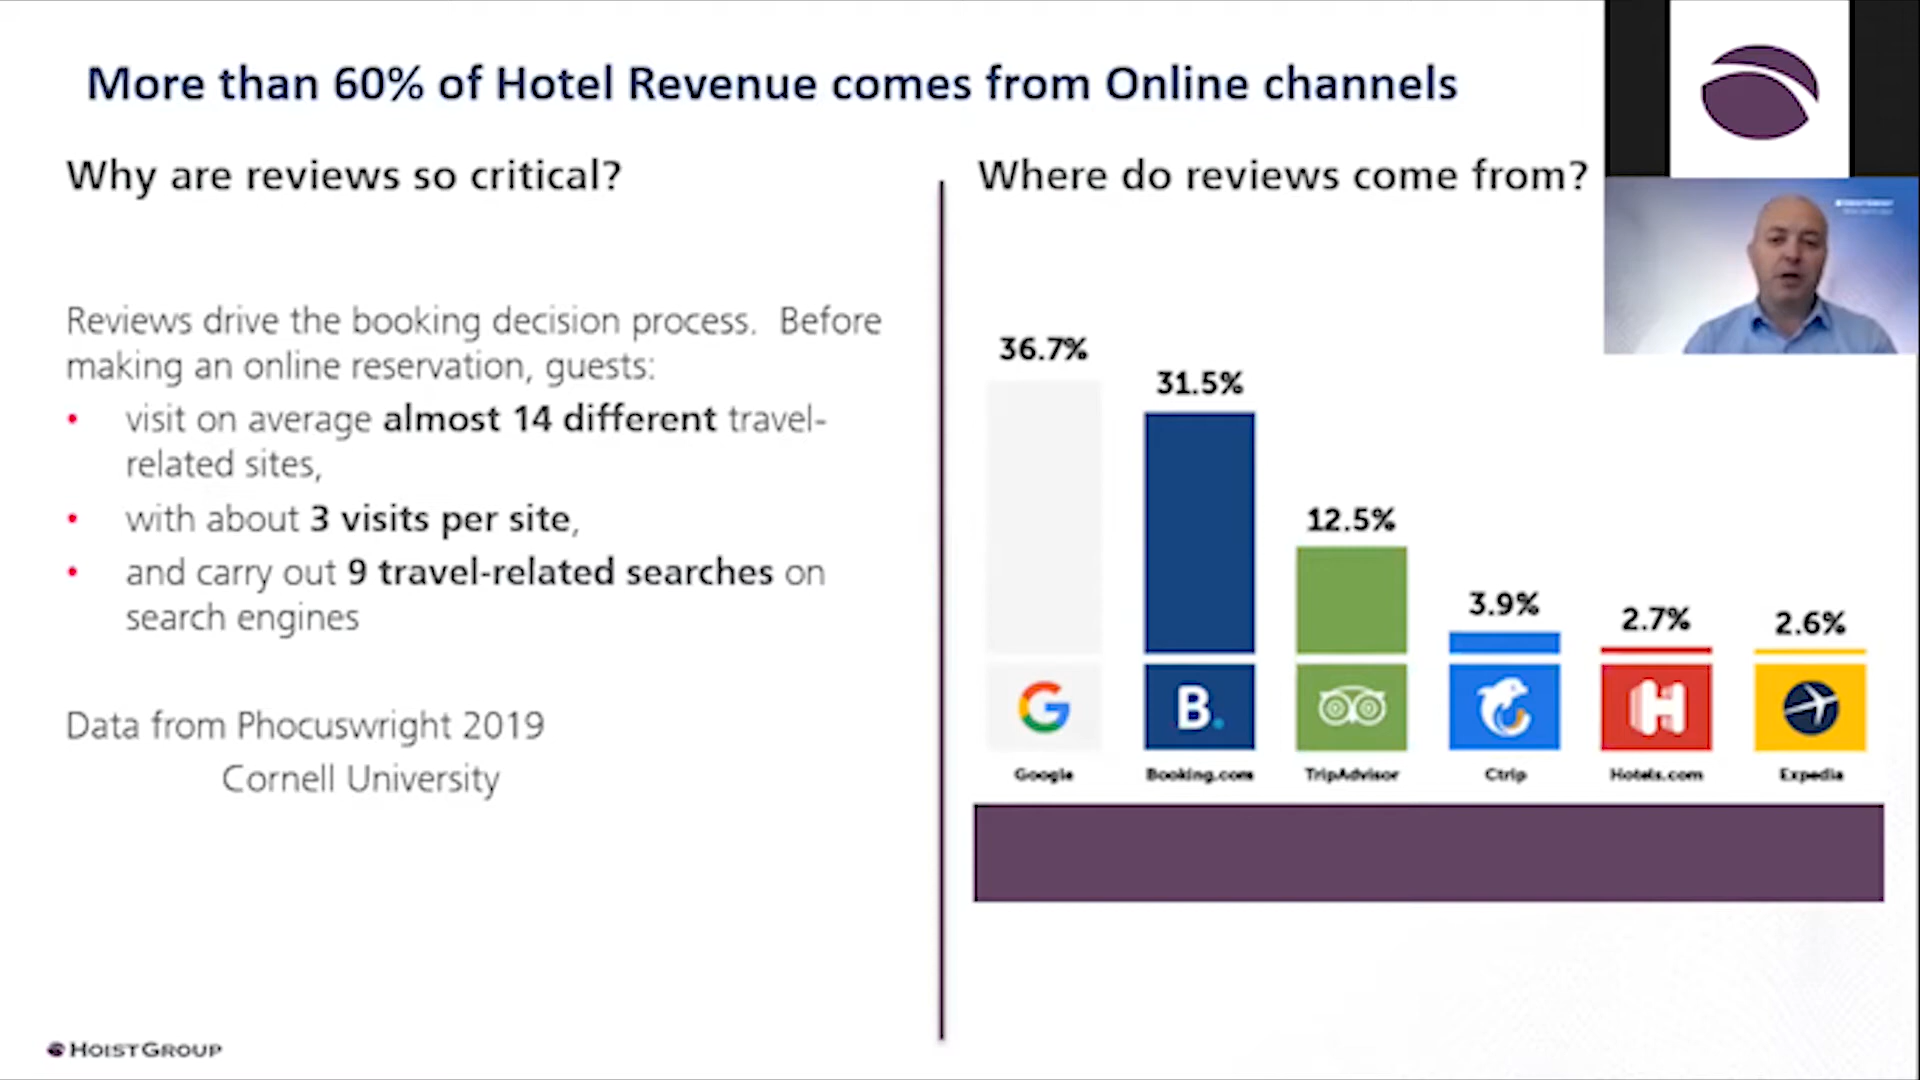 More than 60% of Hotel Revenue comes from Online channels
Why are reviews so critical?
Reviews drive the booking decision process. Before
making an online reservation, guests:
• visit on average almost 14 different travel-
related sites,
• with about 3 visits per site,
• and carry out 9 travel-related searches on
search engines
Data from Phocuswright 2019
Cornell University
Where do reviews come from?
36.7%
31.5%
12.5%
3.9%
2.7%
2.6%
B.
Google
Booking.com
TripAdvisor
Ctrip
Hotels.com
Expedia
HOIST GROUP